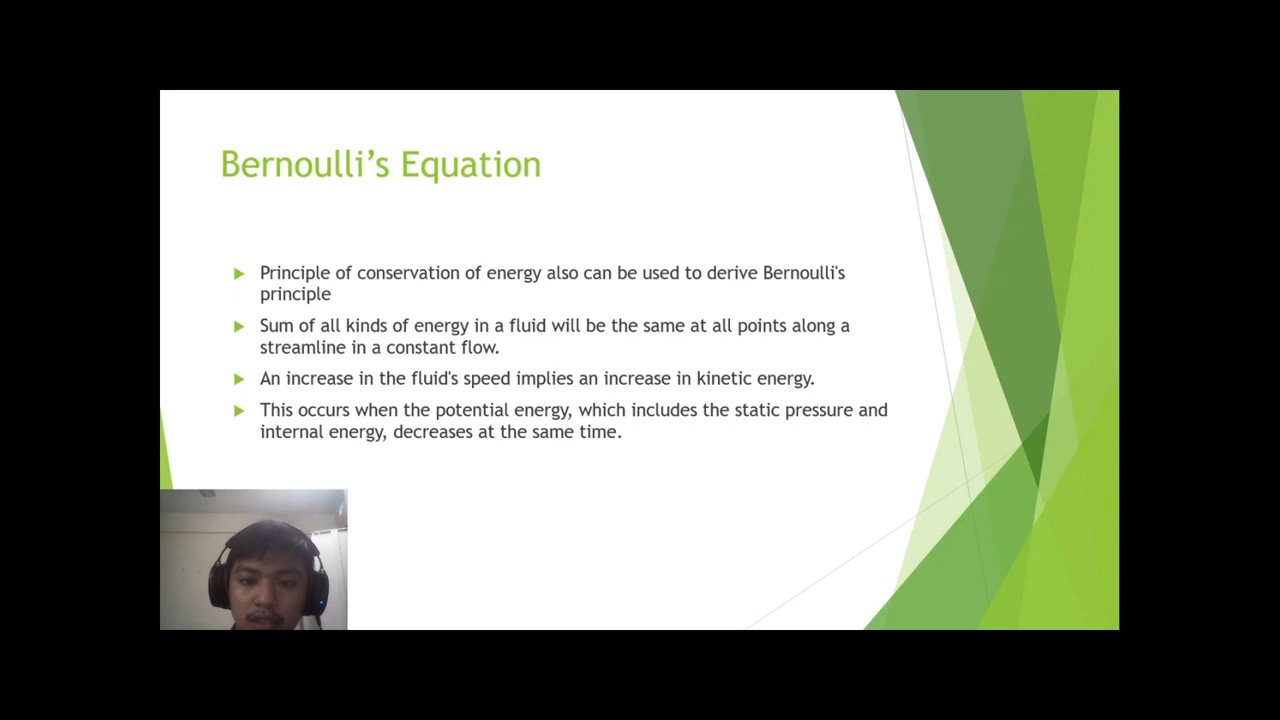 Bernoulli’s Equation
Principle of conservation of energy also can be used to derive Bernoulli's
principle
Sum of all kinds of energy in a fluid will be the same at all points along a
streamline in a constant flow.
An increase in the fluid's speed implies an increase in kinetic energy.
This occurs when the potential energy, which includes the static pressure and
internal energy, decreases at the same time.